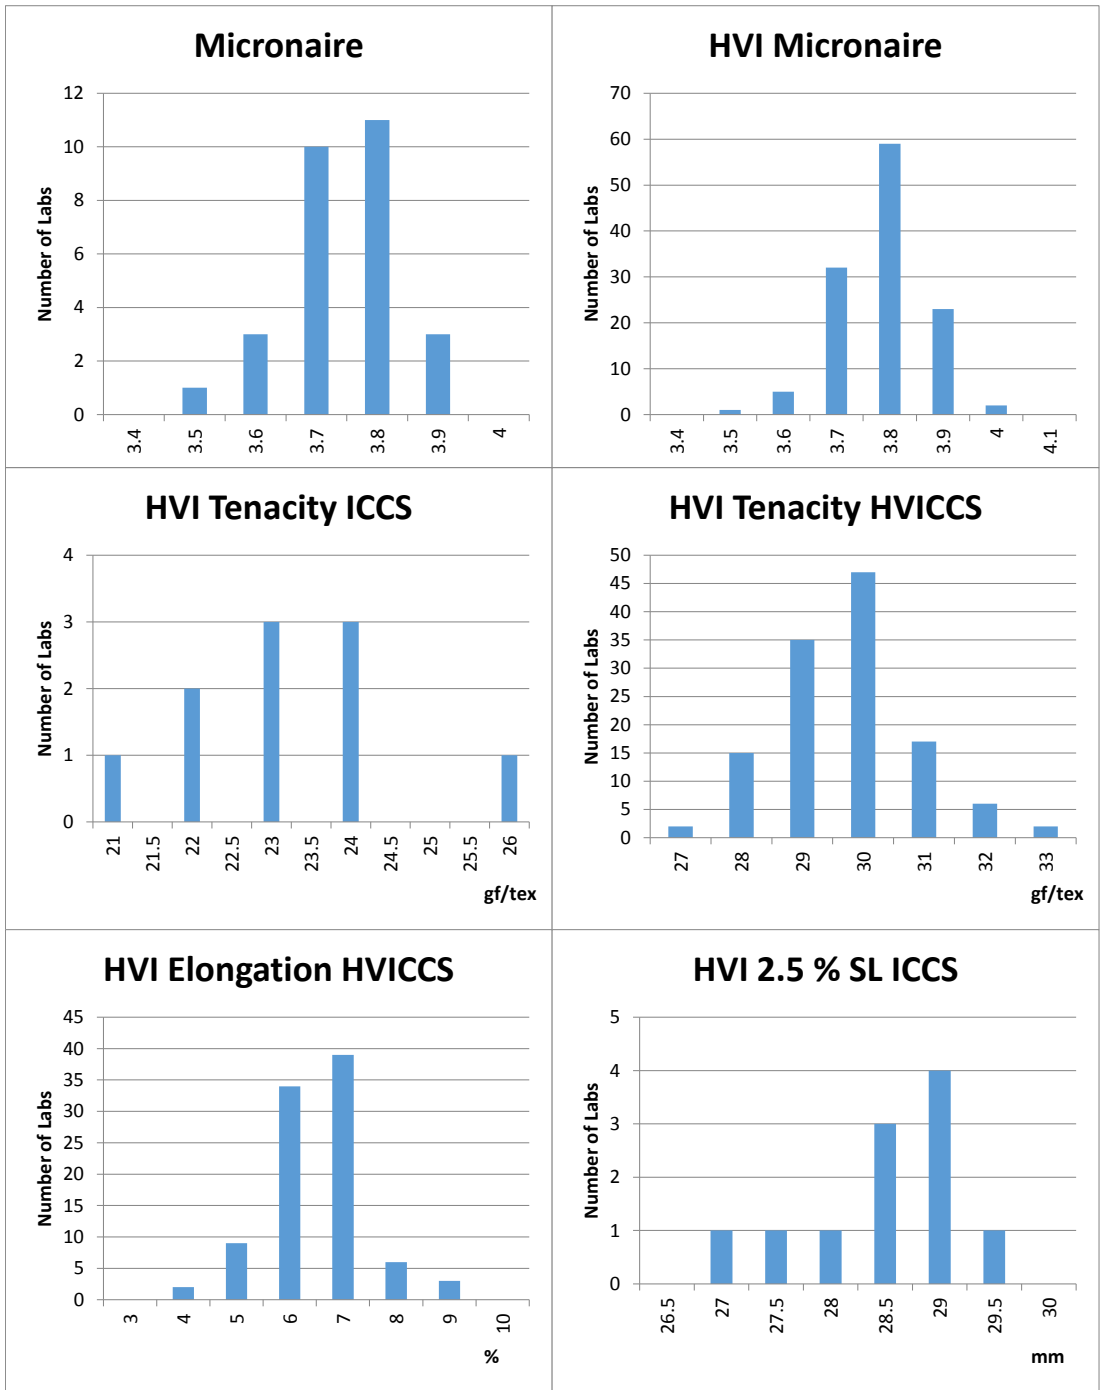 Micronaire
12
10
8
6
4
2
0
Number of Labs
3.4 3.5 3.6 3.7 3.8 3.9 4
HVI Micronaire
70
60
50
40
30
20
10
0
Number of Labs
3.4 3.5 3.6 3.7 3.8 3.9 4 4.1
HVI Tenacity ICCS
4
3
2
1
0
Number of Labs
21 21.5 22 22.5 23 23.5 24 24.5 25 25.5 26
gf/tex
HVI Tenacity HVICCS
50
45
40
35
30
25
20
15
10
5
0
Number of Labs
27 28 29 30 31 32 33
gf/tex
HVI Elongation HVICCS
45
40
35
30
25
20
15
10
5
0
Number of Labs
3 4 5 6 7 8 9 10
%
HVI 2.5 % SL ICCS
5
4
3
2
1
0
Number of Labs
26.5 27 27.5 28 28.5 29 29.5 30
mm